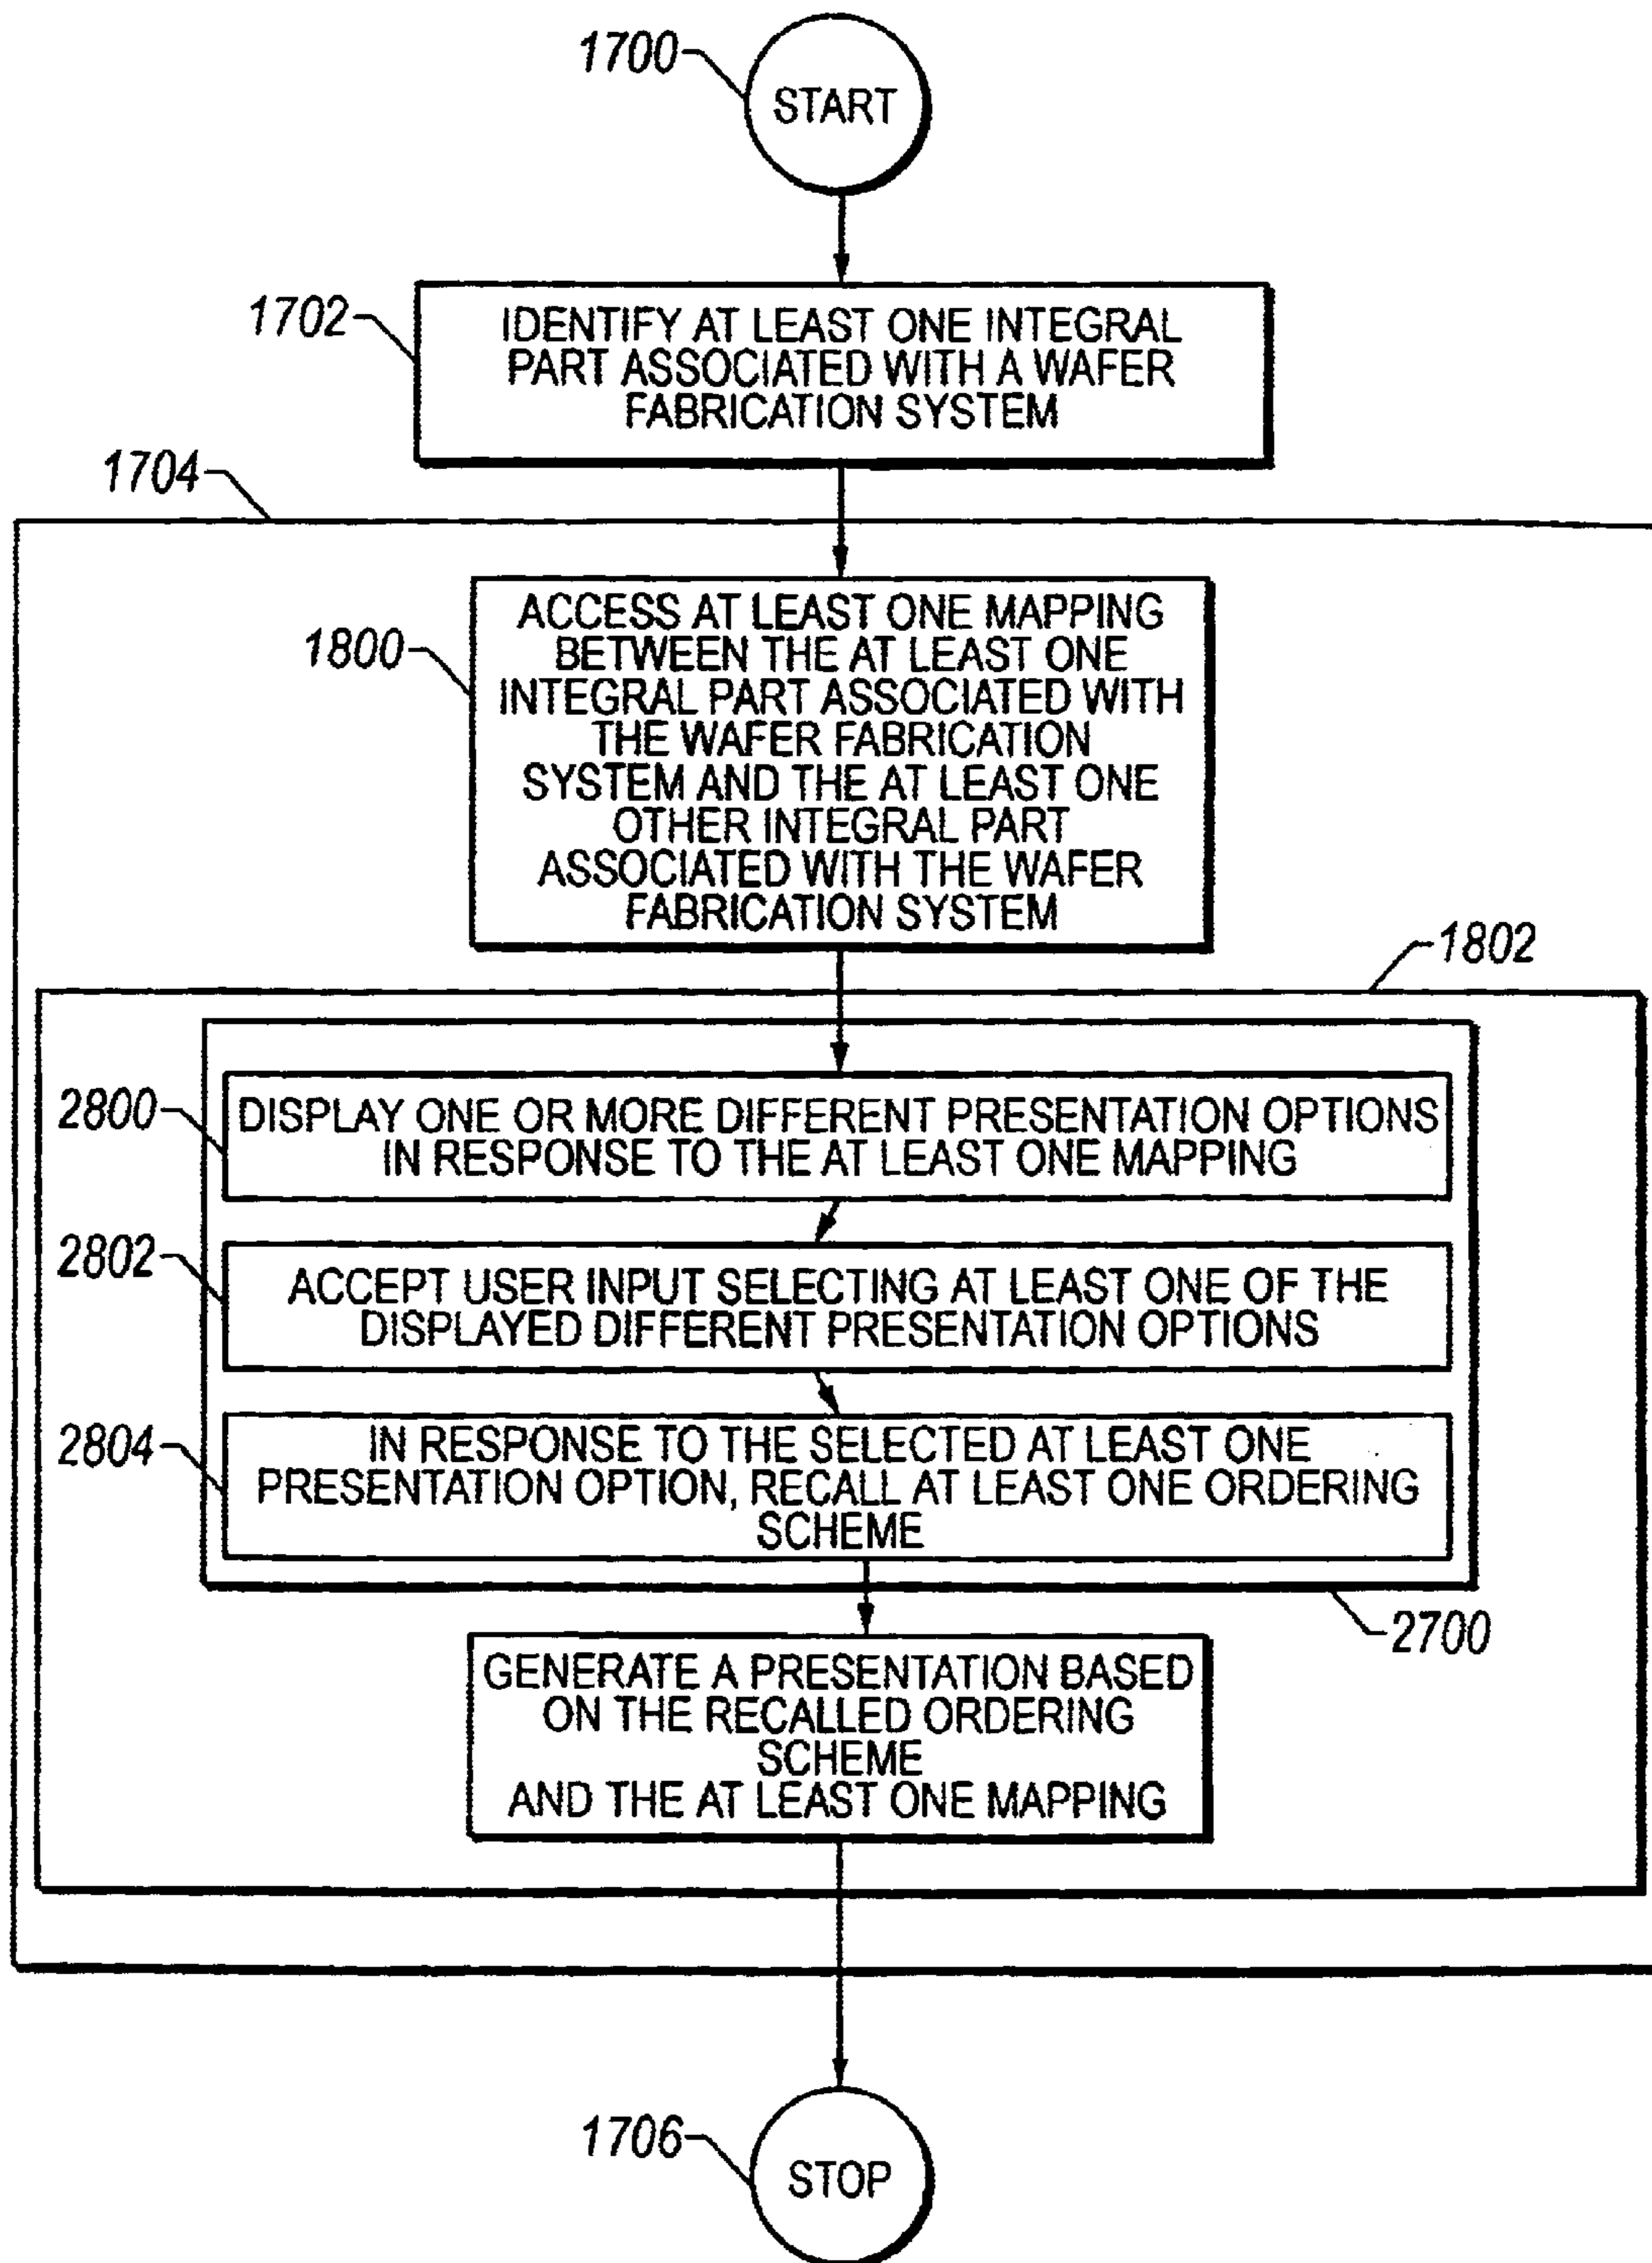 1700
START
1702
IDENTIFY AT LEAST ONE INTEGRAL
PART ASSOCIATED WITH A WAFER
FABRICATION SYSTEM
1704
1800
ACCESS AT LEAST ONE MAPPING
BETWEEN THE AT LEAST ONE
INTEGRAL PART ASSOCIATED WITH
THE WAFER FABRICATION
SYSTEM AND THE AT LEAST ONE
OTHER INTEGRAL PART
ASSOCIATED WITH THE WAFER
FABRICATION SYSTEM
1802
2800
DISPLAY ONE OR MORE DIFFERENT PRESENTATION OPTIONS
IN RESPONSE TO THE AT LEAST ONE MAPPING
2802
ACCEPT USER INPUT SELECTING AT LEAST ONE OF THE
DISPLAYED DIFFERENT PRESENTATION OPTIONS
2804
IN RESPONSE TO THE SELECTED AT LEAST ONE
PRESENTATION OPTION, RECALL AT LEAST ONE ORDERING
SCHEME
2700
GENERATE A PRESENTATION BASED
ON THE RECALLED ORDERING
SCHEME
AND THE AT LEAST ONE MAPPING
1706
STOP